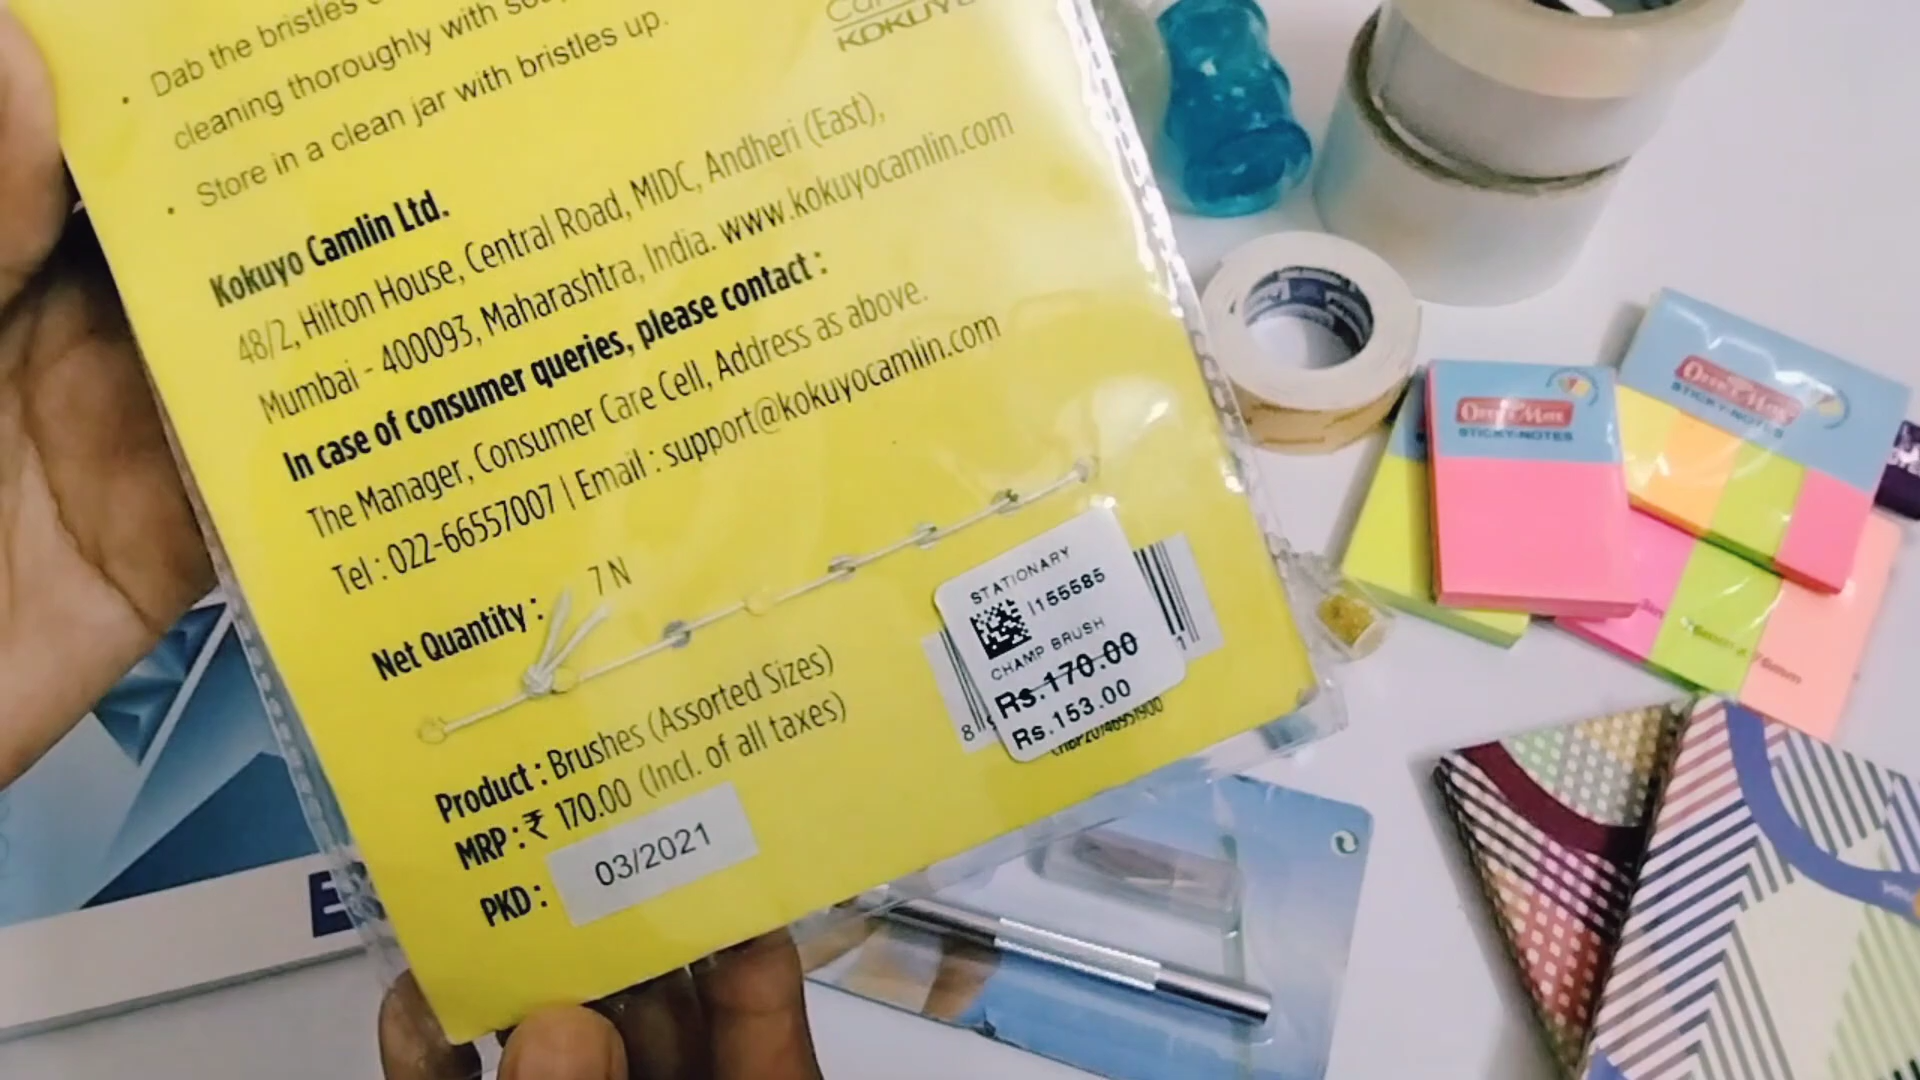 Dab the bristles
cleaning thoroughly with
Store in a clean jar with bristles up.
KOKUYO
Kokuyo Camlin Ltd.
48/2, Hilton House, Central Road, MIDC, Andheri (East),
Mumbai - 400093, Maharashtra, India. www.kokuyocamlin.com
In case of consumer queries, please contact :
The Manager, Consumer Care Cell, Address as above.
Tel : 022-66557007 | Email : support@kokuyocamlin.com
Net Quantity : 7 N
Product : Brushes (Assorted Sizes)
MRP : ₹ 170.00 (Incl. of all taxes)
PKD : 03/2021
STATIONARY
I155585
CHAMP BRUSH
Rs.170.00
Rs.153.00
8
1
STICKY-NOTES
STICKY-NOTES